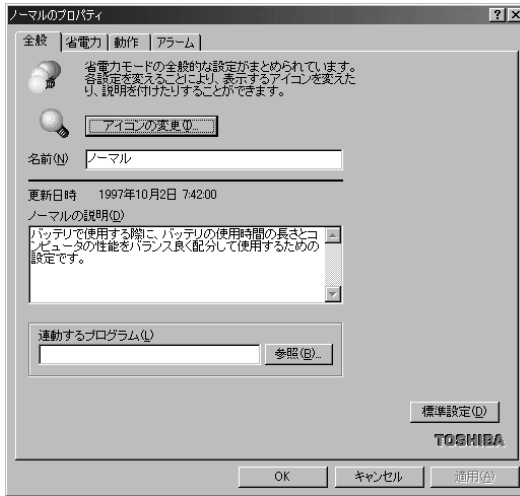 ノーマルのプロパティ
全般 省電力 動作 アラーム
省電力モードの全般的な設定がまとめられています。
各設定を変えることにより、表示するアイコンを変えた
り、説明を付けたりすることができます。
アイコンの変更(I)...
名前(N) ノーマル
更新日時 1997年10月2日 7:42:00
ノーマルの説明(D)
バッテリで使用する際に、バッテリの使用時間の長さとコ
ンピュータの性能をバランス良く配分して使用するための
設定です。
連動するプログラム(L)
参照(B)...
標準設定(D)
TOSHIBA
OK キャンセル 適用(A)